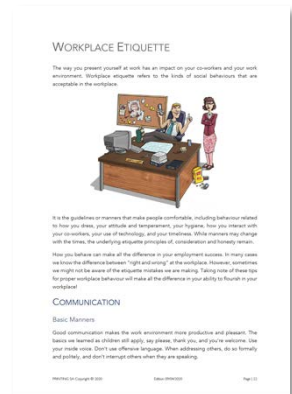 WORKPLACE ETIQUETTE
The way you present yourself at work has an impact on your co-workers and your work
environment. Workplace etiquette refers to the kinds of social behaviours that are
acceptable in the workplace.
It is the guidelines or manners that make people comfortable, including behaviour related
to how you dress, your attitude and temperament, your hygiene, how you interact with
your co-workers, your use of technology, and your timeliness. While manners may change
with the times, the underlying etiquette principles of, consideration and honesty remain.
How you behave can make all the difference in your employment success. In many cases
we know the difference between "right and wrong" at the workplace. However, sometimes
we might not be aware of the etiquette mistakes we are making. Taking note of these tips
for proper workplace behaviour will make all the difference in your ability to flourish in your
workplace!
COMMUNICATION
Basic Manners
Good communication makes the work environment more productive and pleasant. The
basics we learned as children still apply, say please, thank you, and you're welcome. Use
your inside voice. Don't use offensive language. When addressing others, do so formally
and politely, and don't interrupt others when they are speaking.
PRINTING SA Copyright © 2020 Edition 09/09/2020 Page | 22